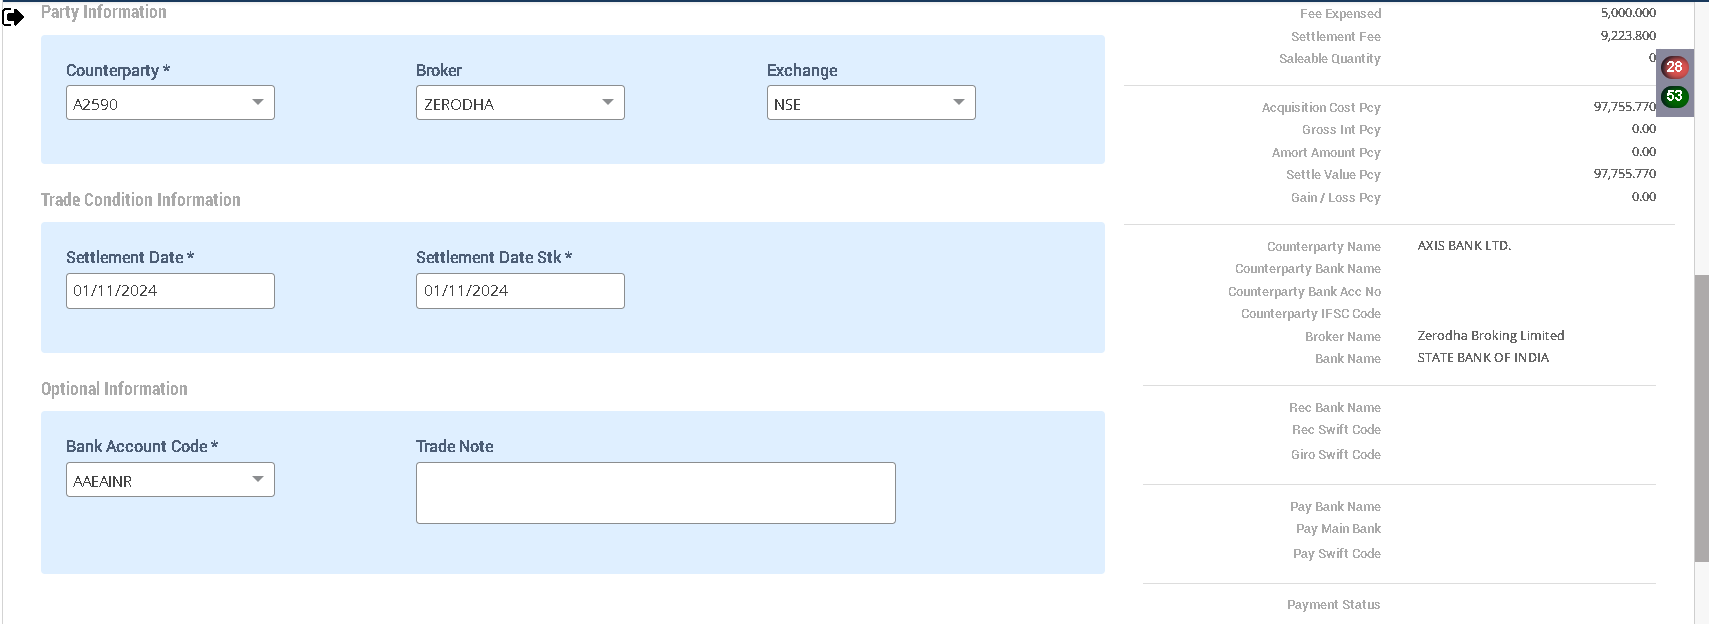 Party Information
Counterparty *
Broker
Exchange
A2590
ZERODHA
NSE
Trade Condition Information
Settlement Date *
Settlement Date Stk *
01/11/2024
01/11/2024
Optional Information
Bank Account Code *
Trade Note
AAEAINR
Fee Expensed 5,000.000
Settlement Fee 9,223.800
Saleable Quantity 0
28
53
Acquisition Cost Pcy 97,755.770
Gross Int Pcy 0.00
Amort Amount Pcy 0.00
Settle Value Pcy 97,755.770
Gain / Loss Pcy 0.00
Counterparty Name AXIS BANK LTD.
Counterparty Bank Name
Counterparty Bank Acc No
Counterparty IFSC Code
Broker Name Zerodha Broking Limited
Bank Name STATE BANK OF INDIA
Rec Bank Name
Rec Swift Code
Giro Swift Code
Pay Bank Name
Pay Main Bank
Pay Swift Code
Payment Status